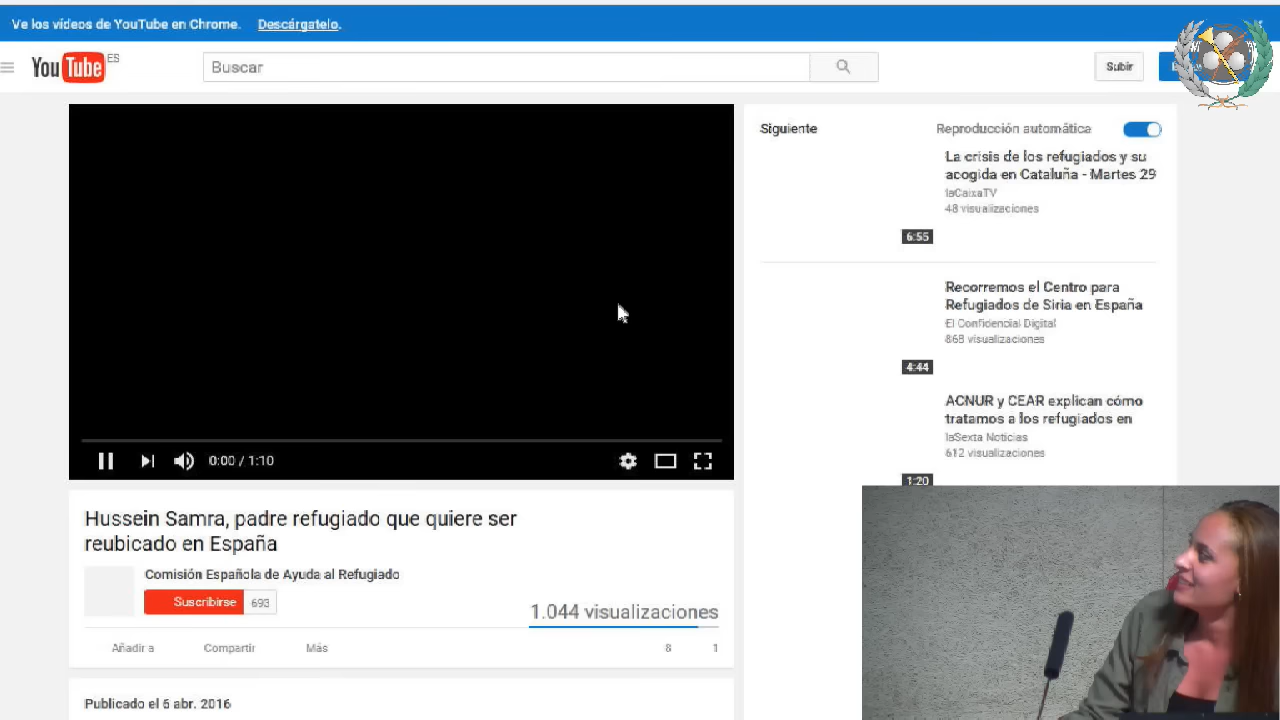 Ve los vídeos de YouTube en Chrome. Descárgatelo.
YouTube ES
Buscar
Subir
Siguiente
Reproducción automática
La crisis de los refugiados y su
acogida en Cataluña - Martes 29
laCaixaTV
48 visualizaciones
6:55
Recorremos el Centro para
Refugiados de Siria en España
El Confidencial Digital
868 visualizaciones
4:44
ACNUR y CEAR explican cómo
tratamos a los refugiados en
laSexta Noticias
612 visualizaciones
1:20
0:00 / 1:10
Hussein Samra, padre refugiado que quiere ser
reubicado en España
Comisión Española de Ayuda al Refugiado
Suscribirse 693
1.044 visualizaciones
Añadir a Compartir Más
8 1
Publicado el 6 abr. 2016